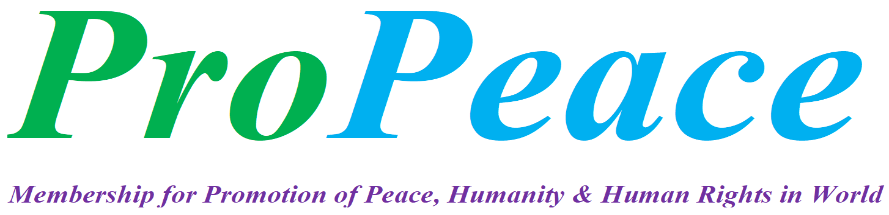 ProPeace
Membership for Promotion of Peace, Humanity & Human Rights in World